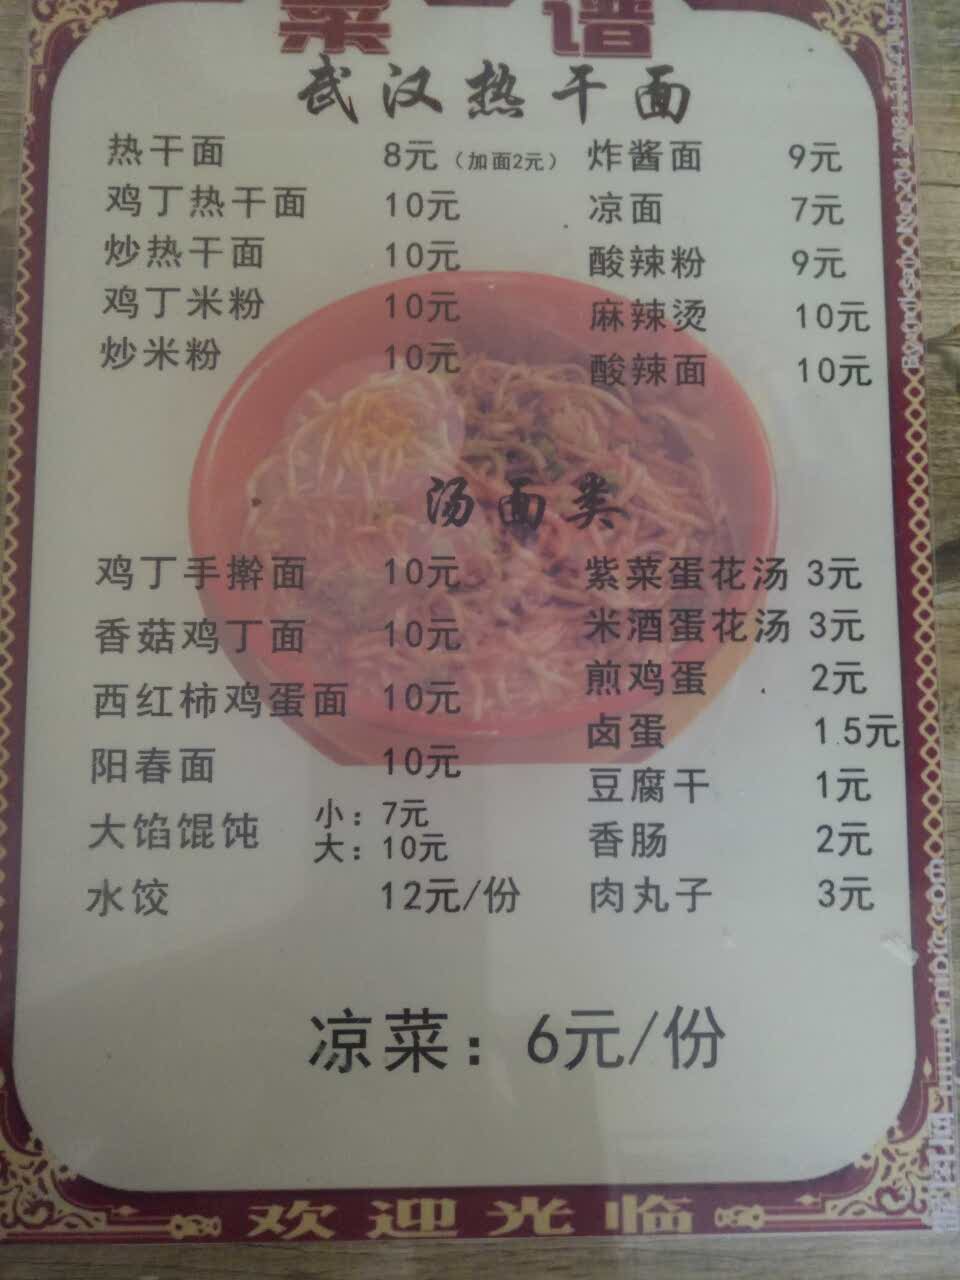 菜 谱
武汉热干面
热干面 8元（加面2元） 炸酱面 9元
鸡丁热干面 10元 凉面 7元
炒热干面 10元 酸辣粉 9元
鸡丁米粉 10元 麻辣烫 10元
炒米粉 10元 酸辣面 10元
汤面类
鸡丁手擀面 10元 紫菜蛋花汤 3元
香菇鸡丁面 10元 米酒蛋花汤 3元
西红柿鸡蛋面 10元 煎鸡蛋 2元
阳春面 10元 卤蛋 1.5元
大馅馄饨 小：7元 大：10元 豆腐干 1元
水饺 12元/份 香肠 2元
肉丸子 3元
凉菜：6元/份
欢迎光临